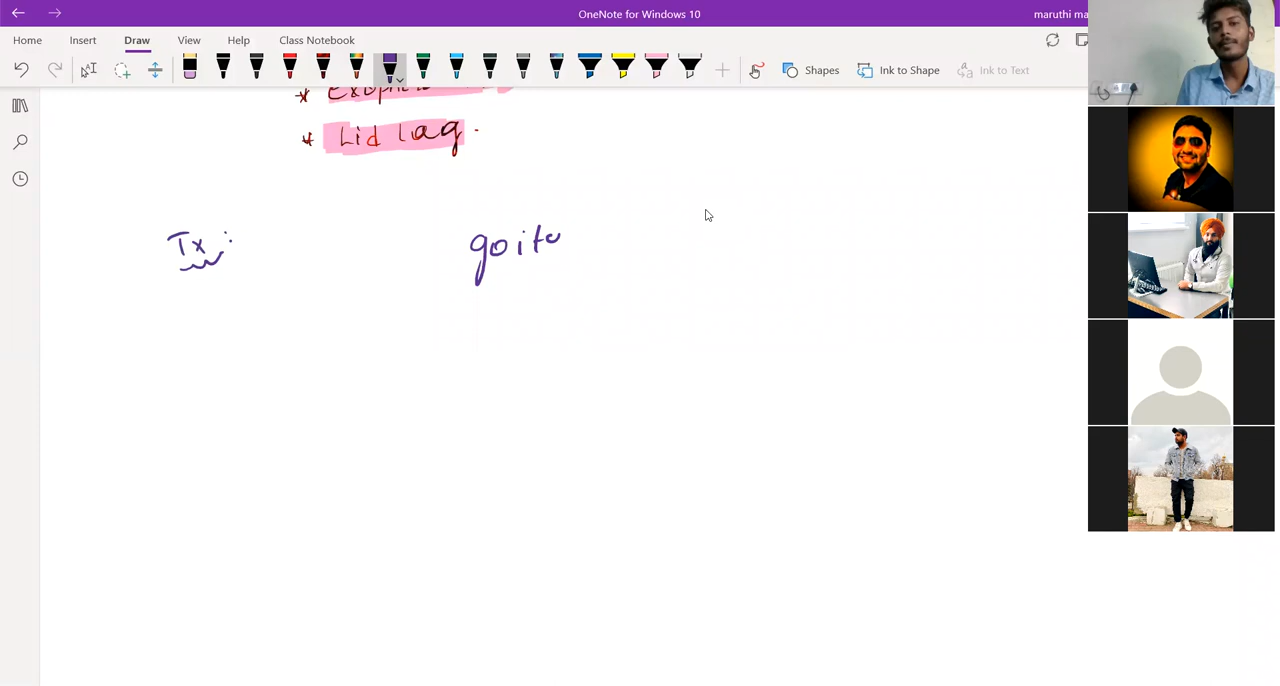 OneNote for Windows 10
maruthi ma
Home Insert Draw View Help Class Notebook
Shapes Ink to Shape Ink to Text
* Lid lag.
Tx :
goite